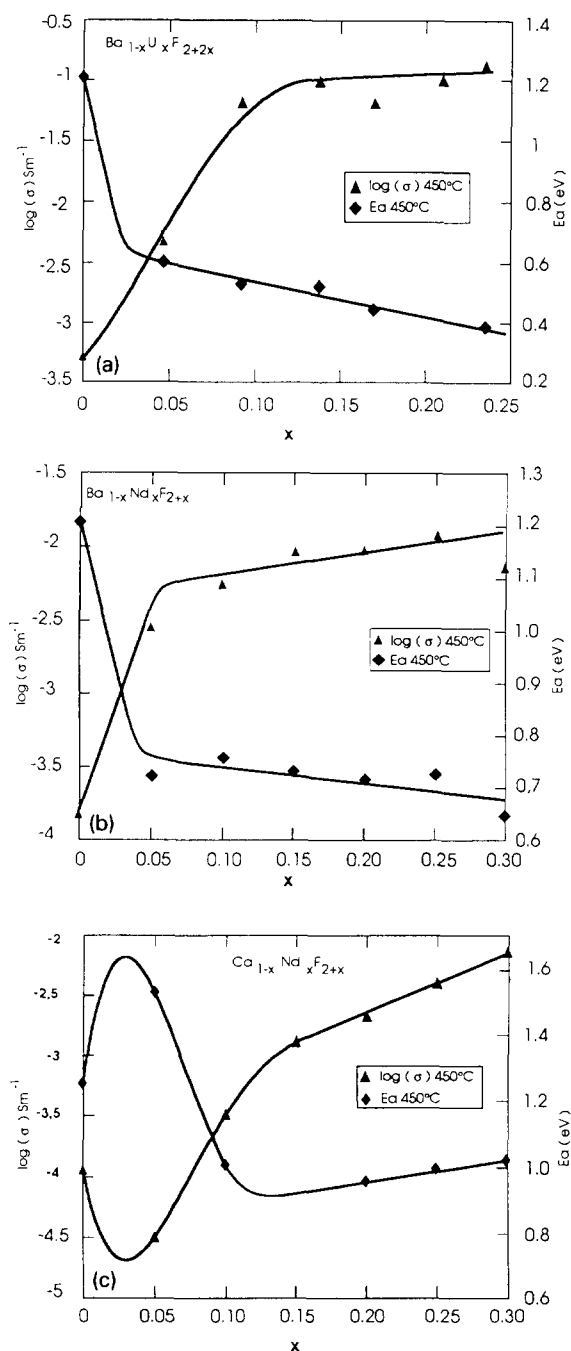 Ba 1-x U x F 2+2x
-0.5
-1
-1.5
-2
-2.5
-3
-3.5
log (σ) Sm⁻¹
1.4
1.2
1
0.8
0.6
0.4
0.2
Ea (eV)
▲ log (σ) 450°C
◆ Ea 450°C
(a)
0 0.05 0.10 0.15 0.20 0.25
x
Ba 1-x Nd x F 2+x
-1.5
-2
-2.5
-3
-3.5
-4
log (σ) Sm⁻¹
1.3
1.2
1.1
1.0
0.9
0.8
0.7
0.6
Ea (eV)
▲ log (σ) 450°C
◆ Ea 450°C
(b)
0 0.05 0.10 0.15 0.20 0.25 0.30
x
Ca 1-x Nd x F 2+x
-2
-2.5
-3
-3.5
-4
-4.5
-5
log (σ) Sm⁻¹
1.6
1.4
1.2
1.0
0.8
0.6
Ea (eV)
▲ log (σ) 450°C
◆ Ea 450°C
(c)
0 0.05 0.10 0.15 0.20 0.25 0.30
x